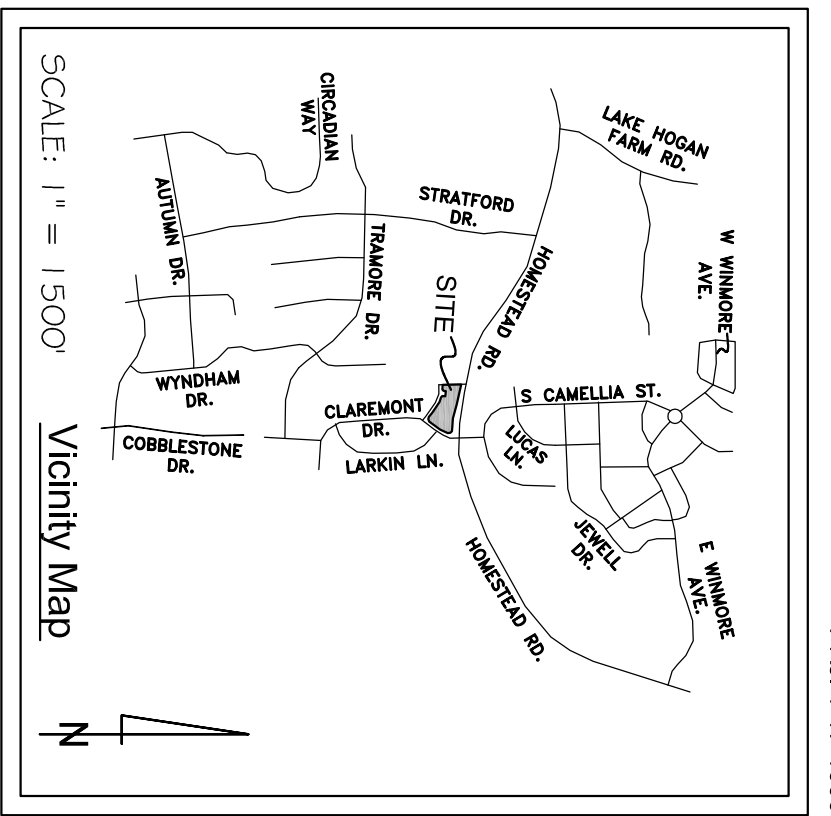 LAKE HOGAN
FARM RD.
W WINMORE
AVE.
CIRCADIAN
WAY
STRATFORD
DR.
AUTUMN DR.
TRAMORE DR.
HOMESTEAD RD.
SITE
S CAMELLIA ST.
WYNDHAM
DR.
CLAREMONT
DR.
LUCAS
LN.
COBBLESTONE
DR.
LARKIN LN.
JEWELL
DR.
HOMESTEAD RD.
E WINMORE
AVE.
SCALE: 1" = 1500'
Vicinity Map
N